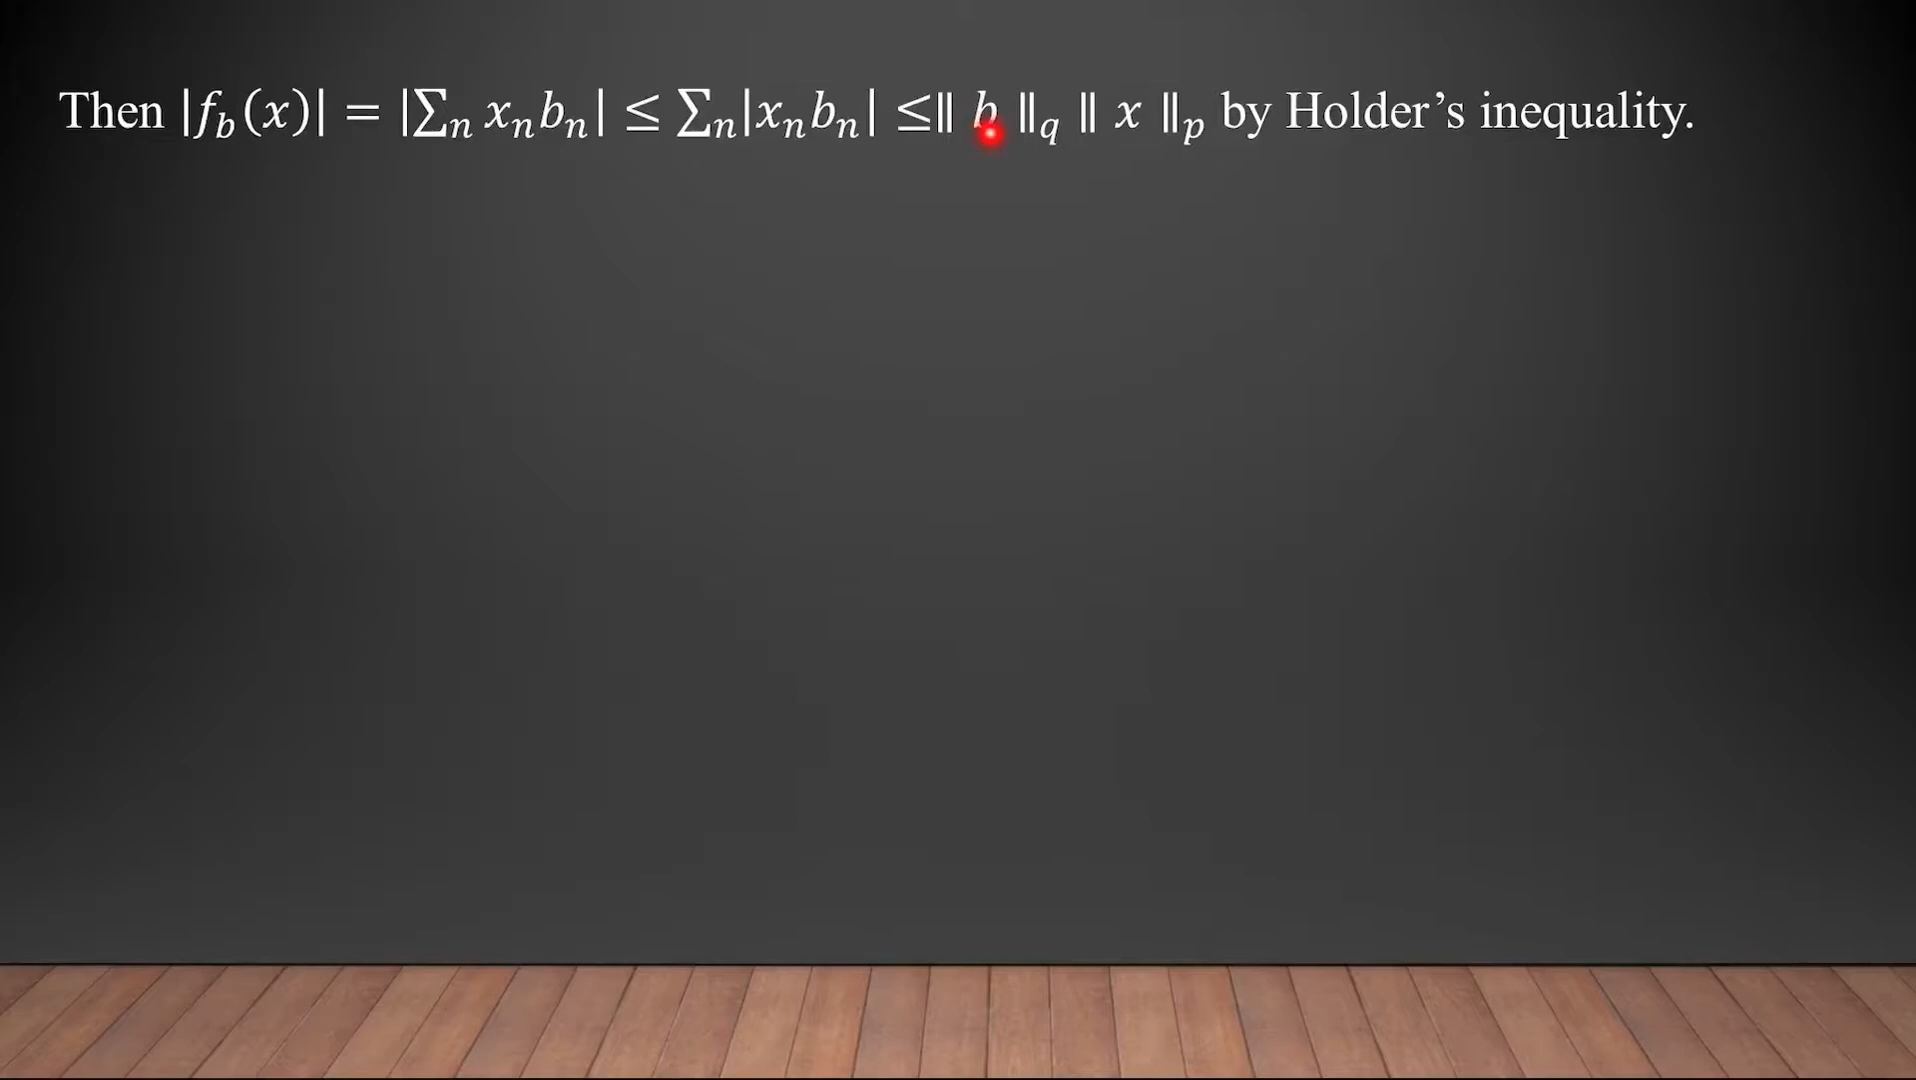 Then |f_b(x)| = |∑_n x_n b_n| ≤ ∑_n|x_n b_n| ≤∥ b ∥_q ∥ x ∥_p by Holder’s inequality.